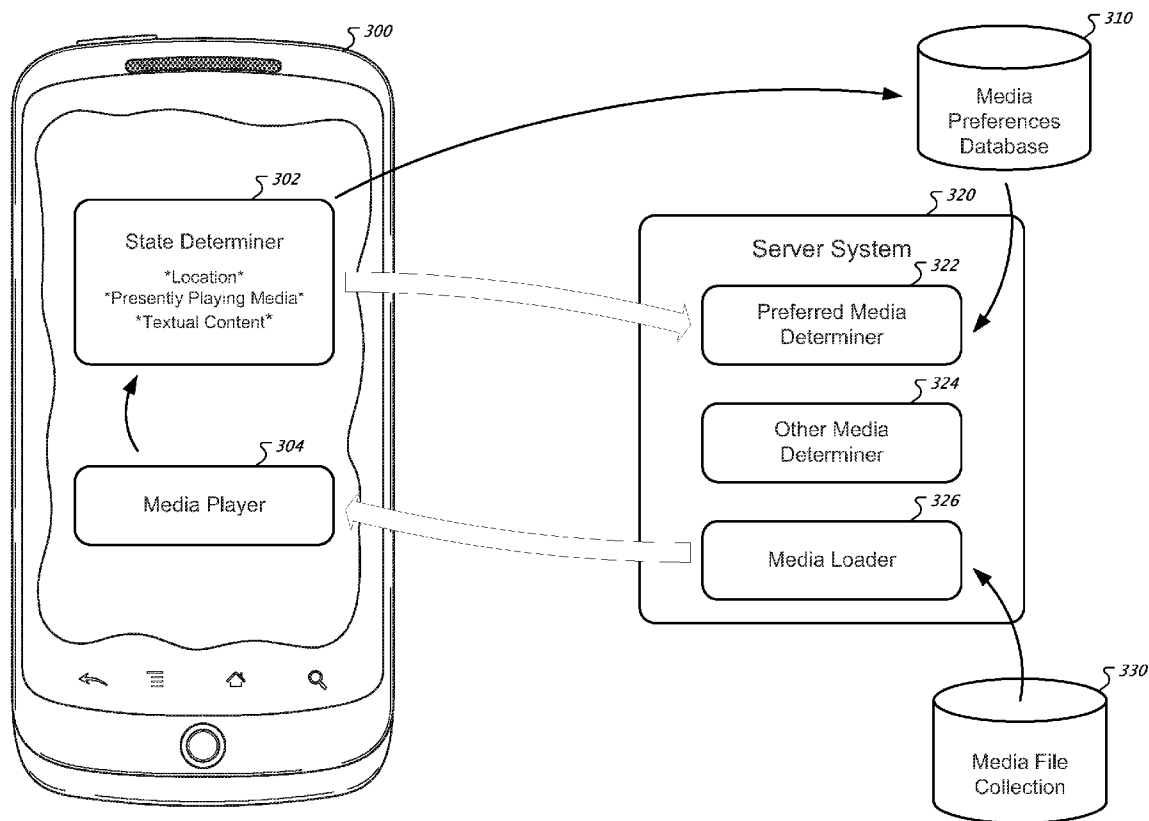 300
310
Media
Preferences
Database
302
State Determiner
*Location*
*Presently Playing Media*
*Textual Content*
320
Server System
322
Preferred Media
Determiner
324
Other Media
Determiner
304
Media Player
326
Media Loader
330
Media File
Collection